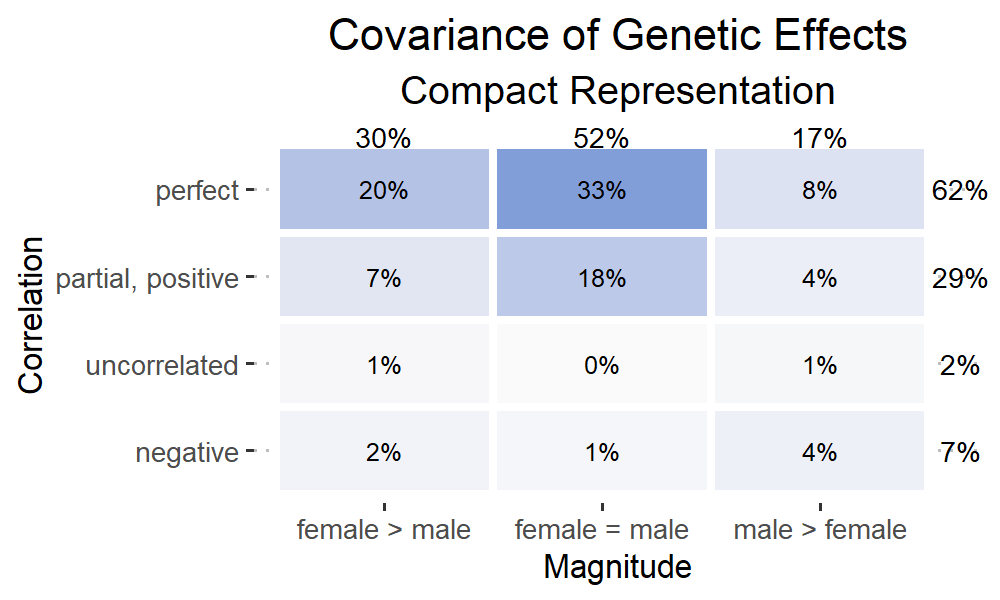 Covariance of Genetic Effects
Compact Representation
30% 52% 17%
perfect 20% 33% 8% 62%
partial, positive 7% 18% 4% 29%
uncorrelated 1% 0% 1% 2%
negative 2% 1% 4% 7%
Correlation
female > male female = male male > female
Magnitude